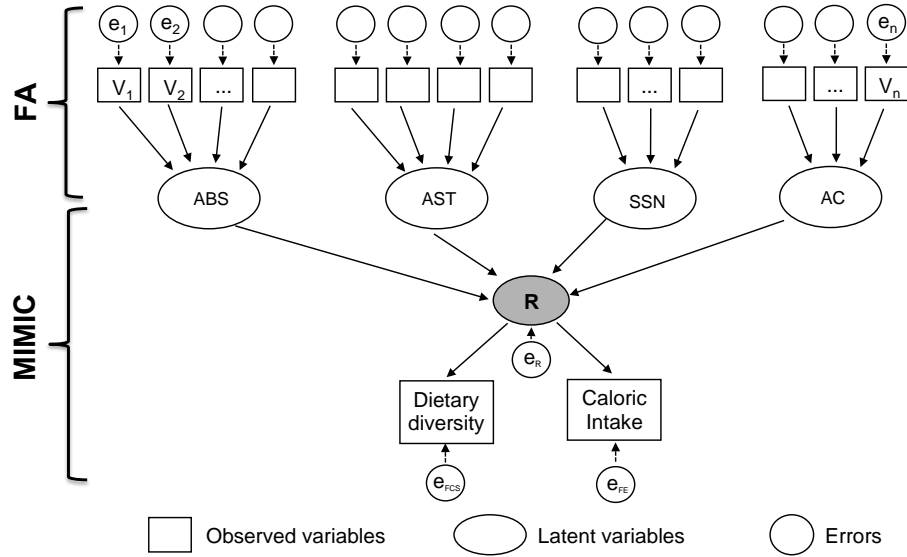 e1 e2 en
V1 V2 ... ... ... Vn
FA
ABS AST SSN AC
MIMIC
R
eR
Dietary
diversity
Caloric
Intake
eFCS eFE
Observed variables Latent variables Errors